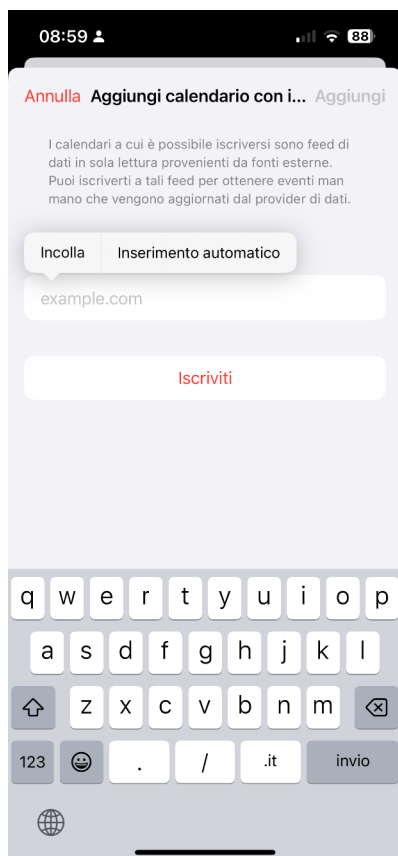 08:59
88
Annulla Aggiungi calendario con i... Aggiungi
I calendari a cui è possibile iscriversi sono feed di
dati in sola lettura provenienti da fonti esterne.
Puoi iscriverti a tali feed per ottenere eventi man
mano che vengono aggiornati dal provider di dati.
Incolla Inserimento automatico
example.com
Iscriviti
q w e r t y u i o p
a s d f g h j k l
z x c v b n m
123 . / .it invio